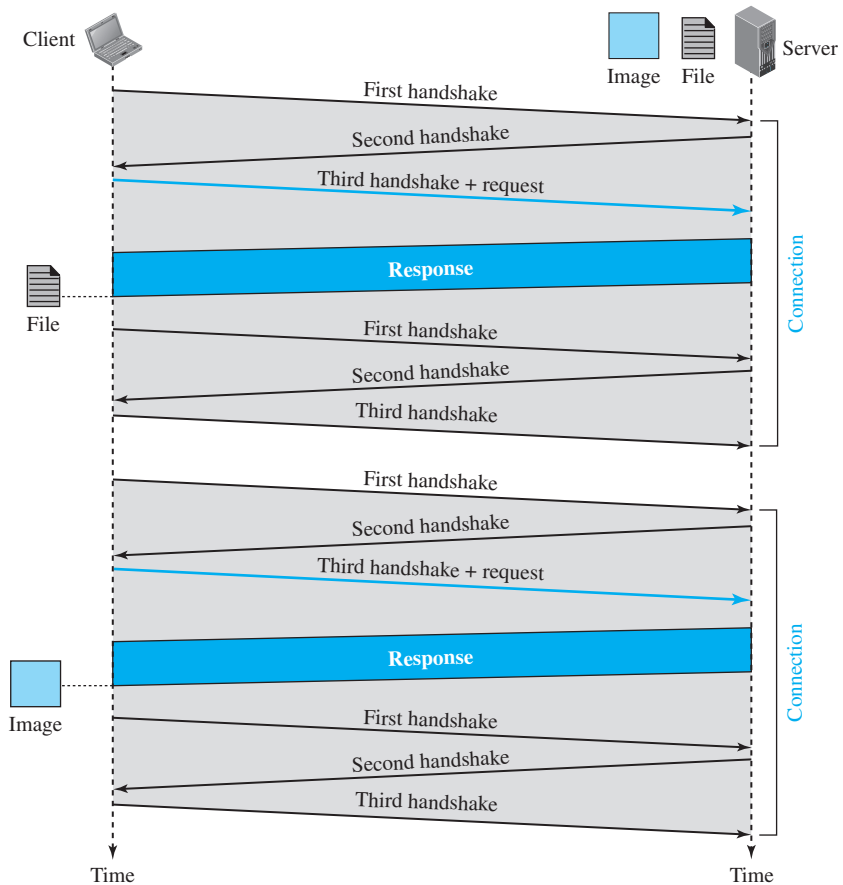 Client
Server
Image
File
First handshake
Second handshake
Third handshake + request
Response
File
First handshake
Second handshake
Third handshake
Connection
First handshake
Second handshake
Third handshake + request
Response
Image
First handshake
Second handshake
Third handshake
Connection
Time
Time